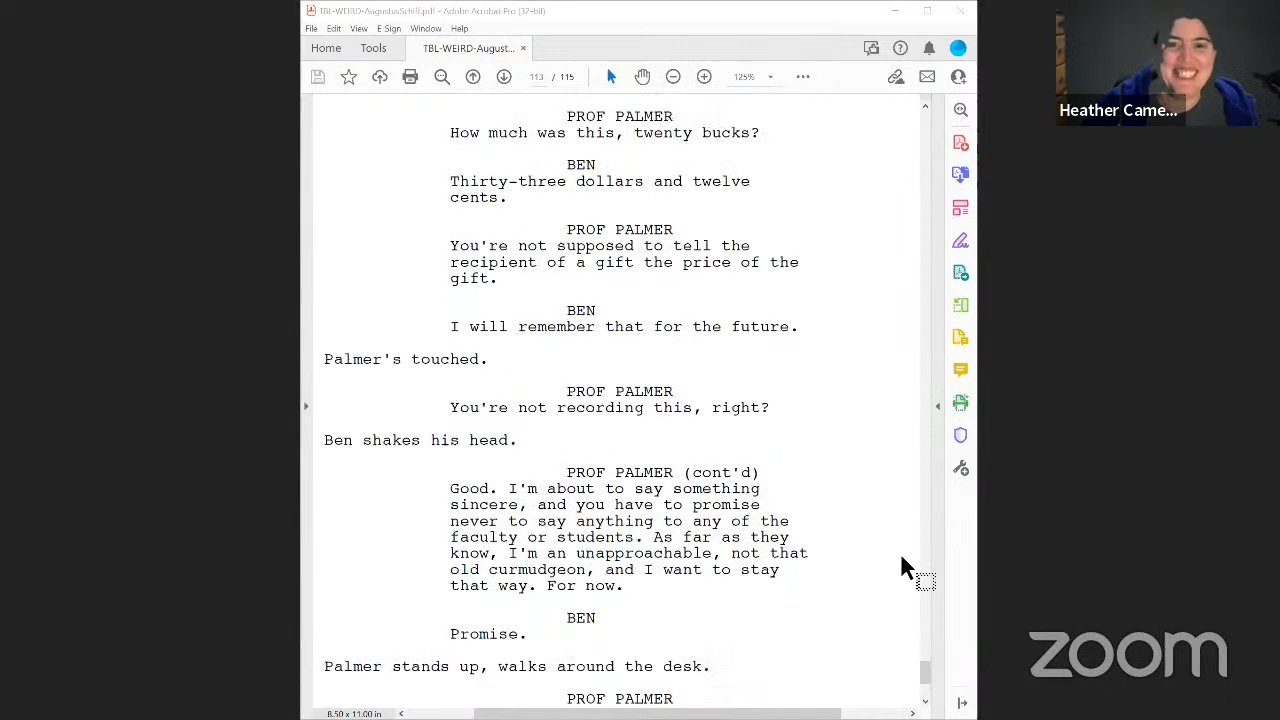 TBL-WEIRD-AugustasSchiff.pdf - Adobe Acrobat Pro (32-bit)
File Edit View E Sign Window Help
Home Tools TBL-WEIRD-August... ×
113 / 115 125%
PROF PALMER
How much was this, twenty bucks?
BEN
Thirty-three dollars and twelve
cents.
PROF PALMER
You're not supposed to tell the
recipient of a gift the price of the
gift.
BEN
I will remember that for the future.
Palmer's touched.
PROF PALMER
You're not recording this, right?
Ben shakes his head.
PROF PALMER (cont'd)
Good. I'm about to say something
sincere, and you have to promise
never to say anything to any of the
faculty or students. As far as they
know, I'm an unapproachable, not that
old curmudgeon, and I want to stay
that way. For now.
BEN
Promise.
Palmer stands up, walks around the desk.
PROF PALMER
8.50 x 11.00 in
Heather Came...
zoom